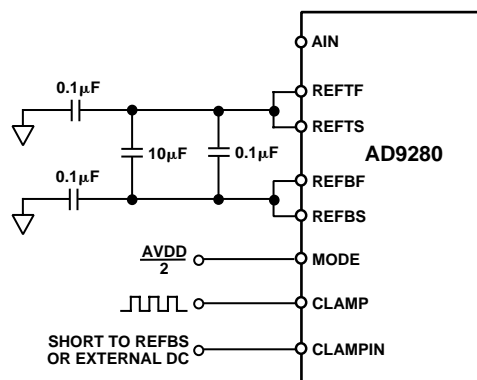 AIN
0.1µF
REFTF
REFTS
10µF
0.1µF
AD9280
0.1µF
REFBF
REFBS
AVDD
2
MODE
CLAMP
SHORT TO REFBS
OR EXTERNAL DC
CLAMPIN